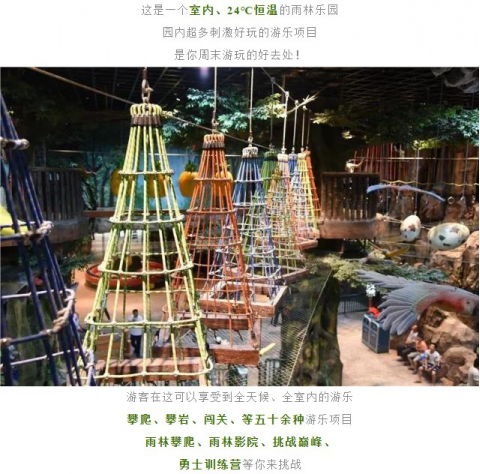 这是一个室内、24°C恒温的雨林乐园
园内超多刺激好玩的游乐项目
是你周末游玩的好去处!
游客在这可以享受到全天候、全室内的游乐
攀爬、攀岩、闯关、等五十余种游乐项目
雨林攀爬、雨林影院、挑战巅峰、
勇士训练营等你来挑战